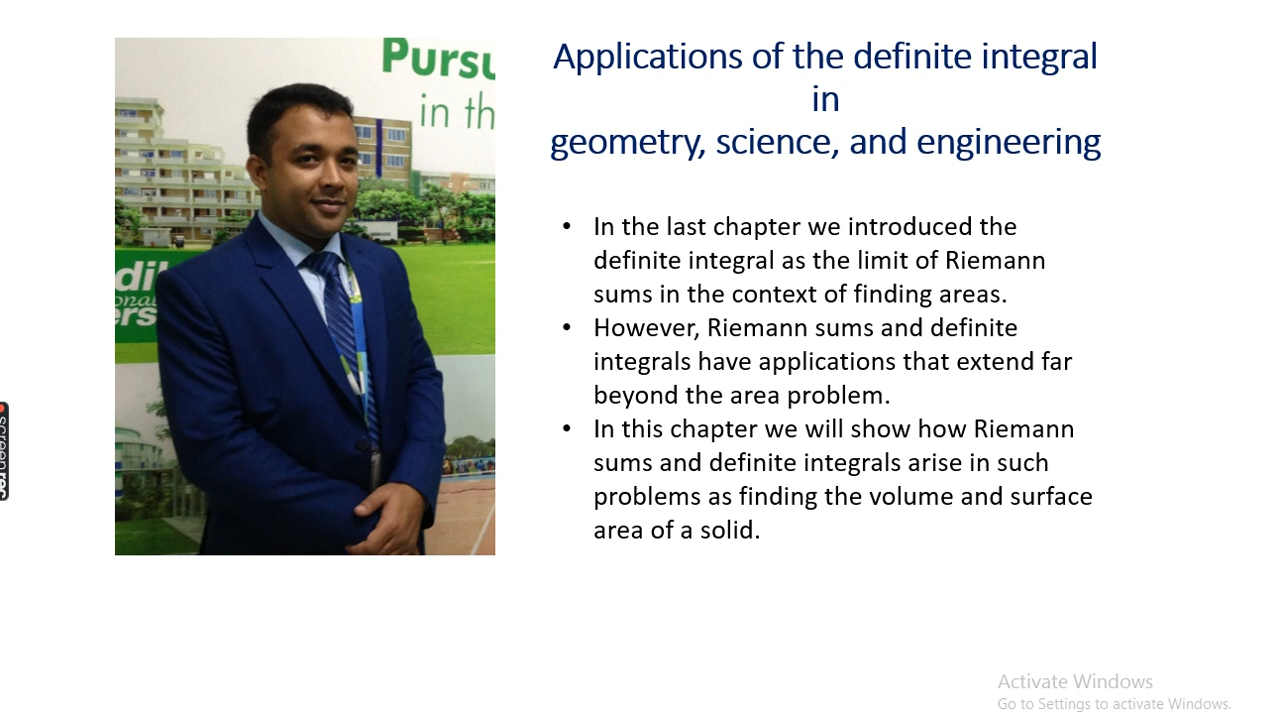 Pursu
in th
dil
ona
ers
Applications of the definite integral
in
geometry, science, and engineering
• In the last chapter we introduced the
definite integral as the limit of Riemann
sums in the context of finding areas.
• However, Riemann sums and definite
integrals have applications that extend far
beyond the area problem.
• In this chapter we will show how Riemann
sums and definite integrals arise in such
problems as finding the volume and surface
area of a solid.
screenrec
Activate Windows
Go to Settings to activate Windows.